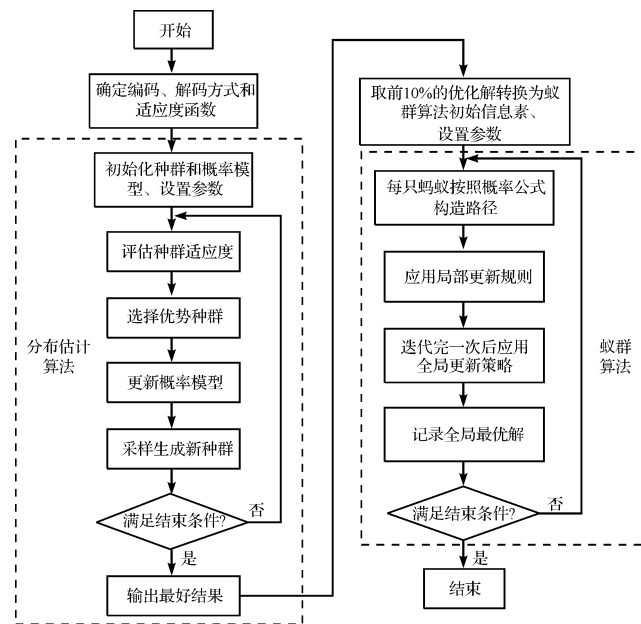 开始
确定编码、解码方式和
适应度函数
初始化种群和概率模
型、设置参数
评估种群适应度
选择优势种群
分布估计
算法
更新概率模型
采样生成新种群
满足结束条件?
否
是
输出最好结果
取前10%的优化解转换为蚁
群算法初始信息素、
设置参数
每只蚂蚁按照概率公式
构造路径
应用局部更新规则
迭代完一次后应用
全局更新策略
蚁群
算法
记录全局最优解
满足结束条件?
否
是
结束